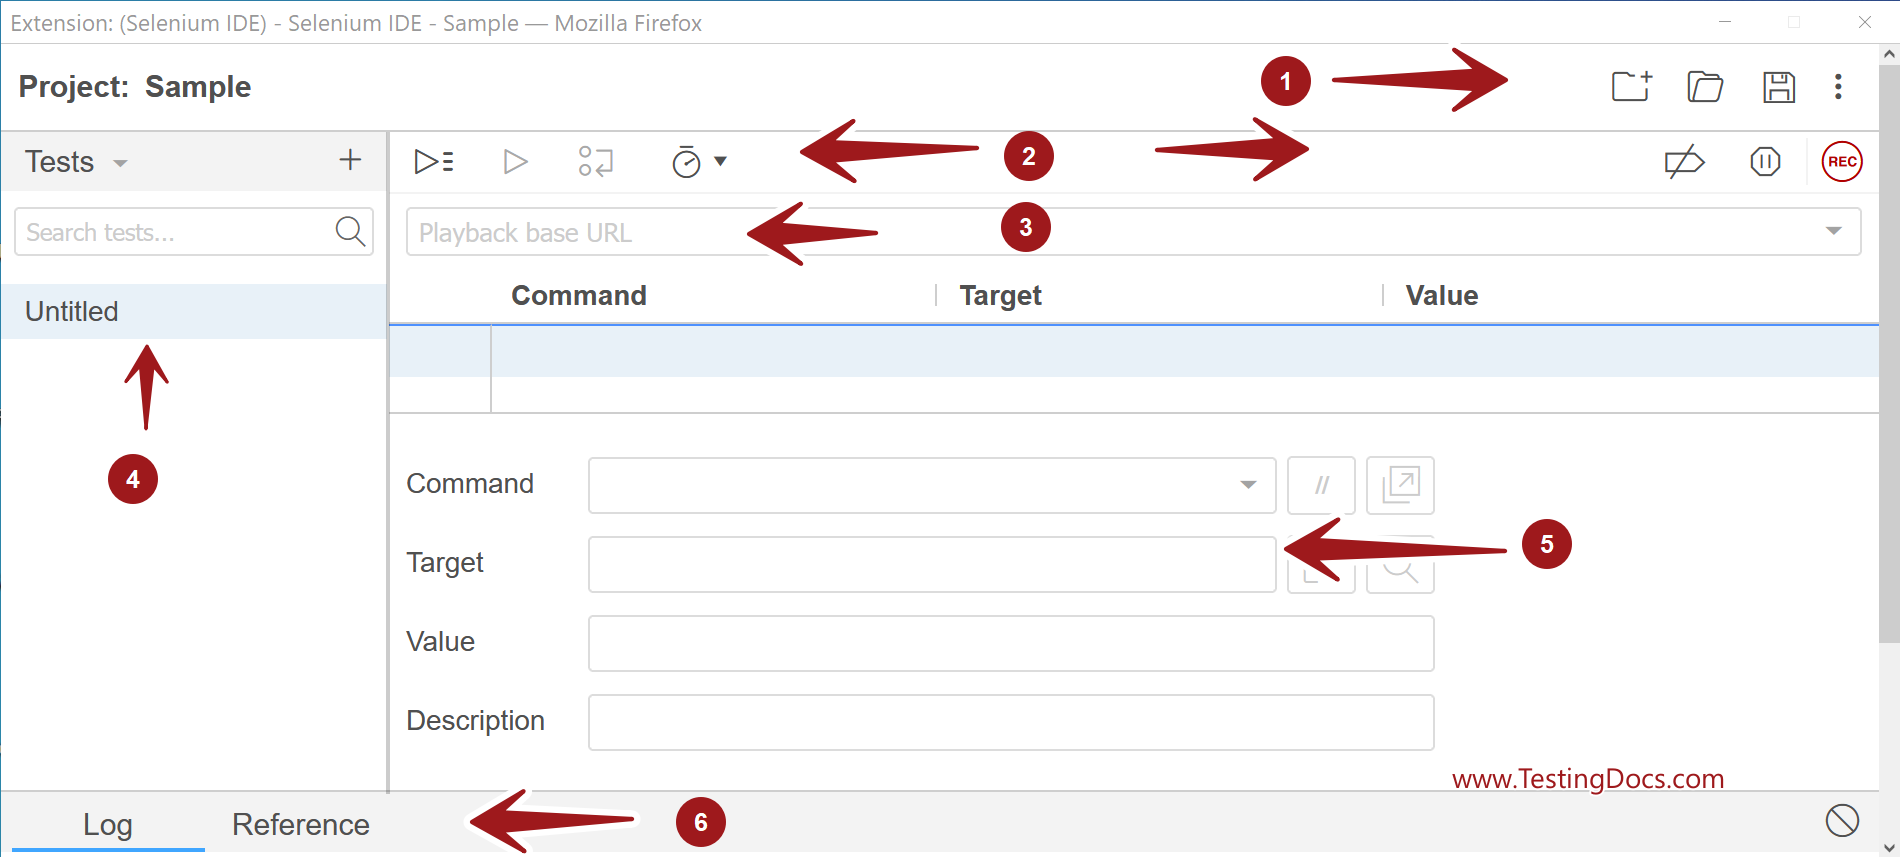 Extension: (Selenium IDE) - Selenium IDE - Sample — Mozilla Firefox
Project: Sample
1
Tests
2
REC
Search tests...
Playback base URL
3
Command
Target
Value
Untitled
4
Command
//
Target
5
Value
Description
www.TestingDocs.com
Log
Reference
6